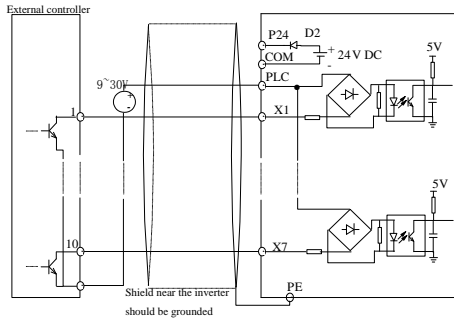 External controller
P24
D2
+
-
24V DC
COM
PLC
5V
9~30V
+
-
1
X1
5V
10
X7
Shield near the inverter
should be grounded
PE